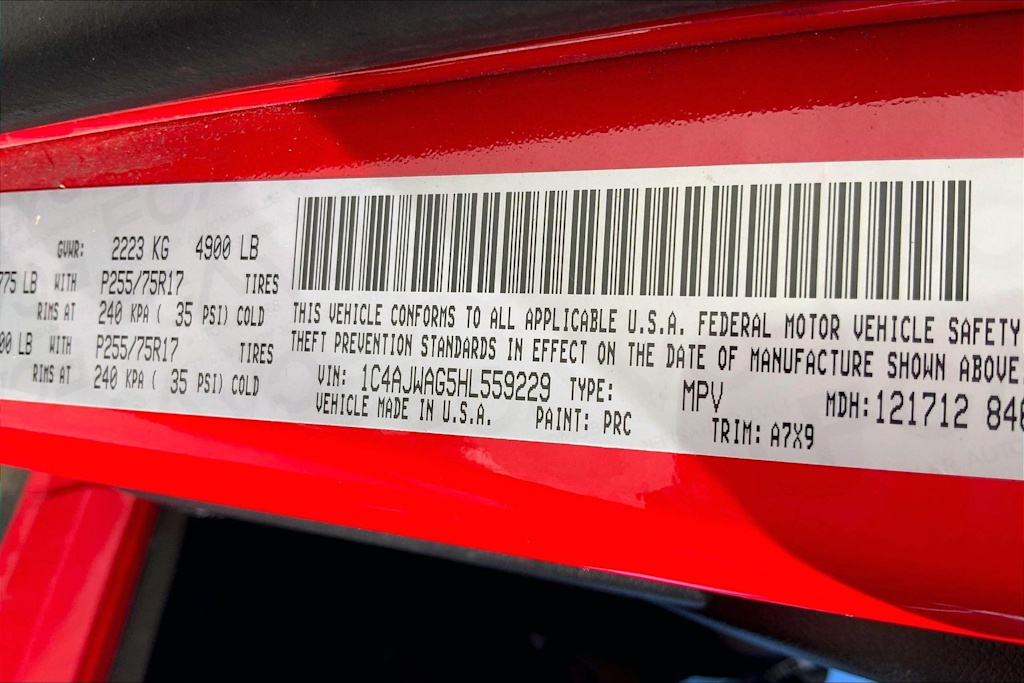 GVWR: 2223 KG 4900 LB
775 LB WITH P255/75R17 TIRES
RIMS AT 240 KPA ( 35 PSI) COLD
00 LB WITH P255/75R17 TIRES
RIMS AT 240 KPA ( 35 PSI) COLD
THIS VEHICLE CONFORMS TO ALL APPLICABLE U.S.A. FEDERAL MOTOR VEHICLE SAFETY
THEFT PREVENTION STANDARDS IN EFFECT ON THE DATE OF MANUFACTURE SHOWN ABOVE.
VIN: 1C4AJWAG5HL559229 TYPE: MPV MDH:121712 84
VEHICLE MADE IN U.S.A. PAINT: PRC TRIM: A7X9